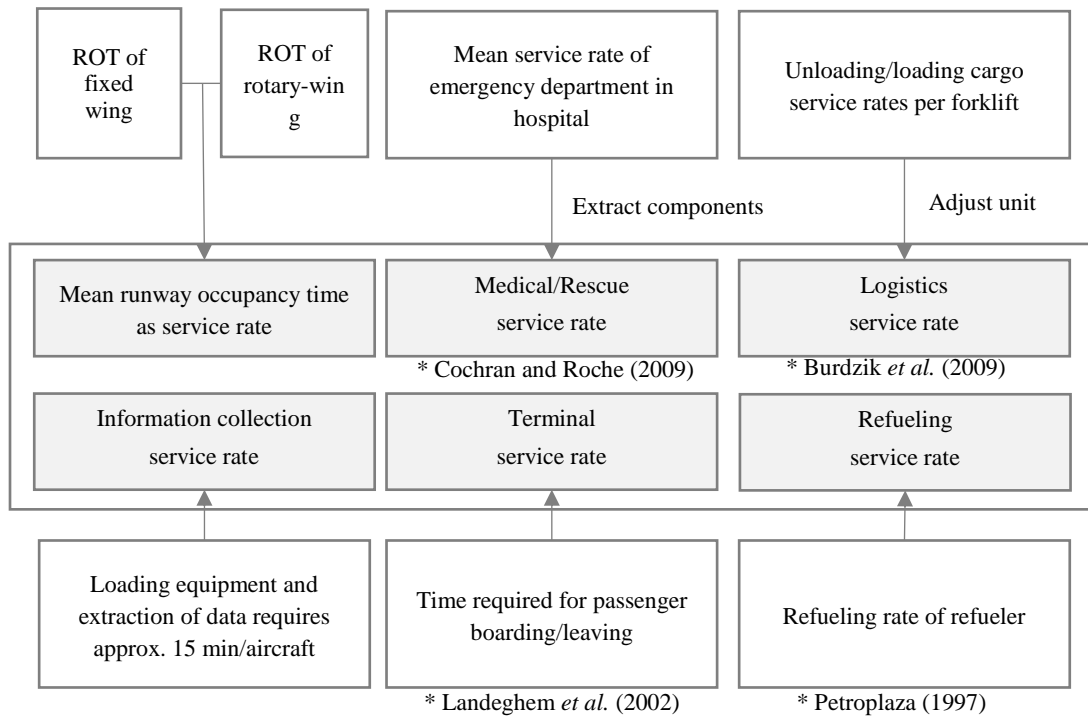 ROT of
fixed
wing
ROT of
rotary-win
g
Mean service rate of
emergency department in
hospital
Unloading/loading cargo
service rates per forklift
Extract components
Adjust unit
Mean runway occupancy time
as service rate
Medical/Rescue
service rate
Logistics
service rate
* Cochran and Roche (2009)
* Burdzik et al. (2009)
Information collection
service rate
Terminal
service rate
Refueling
service rate
Loading equipment and
extraction of data requires
approx. 15 min/aircraft
Time required for passenger
boarding/leaving
Refueling rate of refueler
* Landeghem et al. (2002)
* Petroplaza (1997)